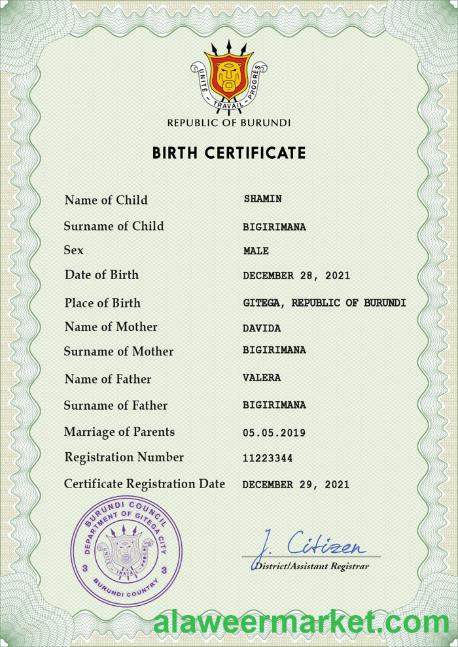 UNITE TRAVAIL PROGRES
REPUBLIC OF BURUNDI
BIRTH CERTIFICATE
Name of Child SHAMIN
Surname of Child BIGIRIMANA
Sex MALE
Date of Birth DECEMBER 28, 2021
Place of Birth GITEGA, REPUBLIC OF BURUNDI
Name of Mother DAVIDA
Surname of Mother BIGIRIMANA
Name of Father VALERA
Surname of Father BIGIRIMANA
Marriage of Parents 05.05.2019
Registration Number 11223344
Certificate Registration Date DECEMBER 29, 2021
BURUNDI COUNCIL
DEPARTMENT OF GITEGA CITY
3 3
BURUNDI COUNTRY
J. Citizen
District/Assistant Registrar
alaweermarket.com